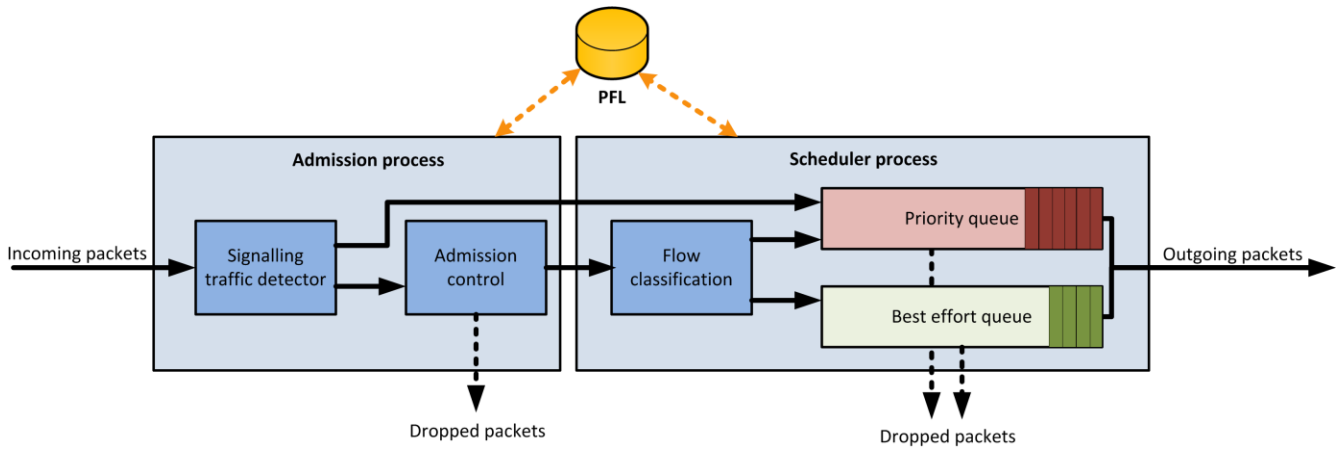 PFL
Admission process
Scheduler process
Incoming packets
Signalling
traffic detector
Admission
control
Flow
classification
Priority queue
Best effort queue
Outgoing packets
Dropped packets
Dropped packets